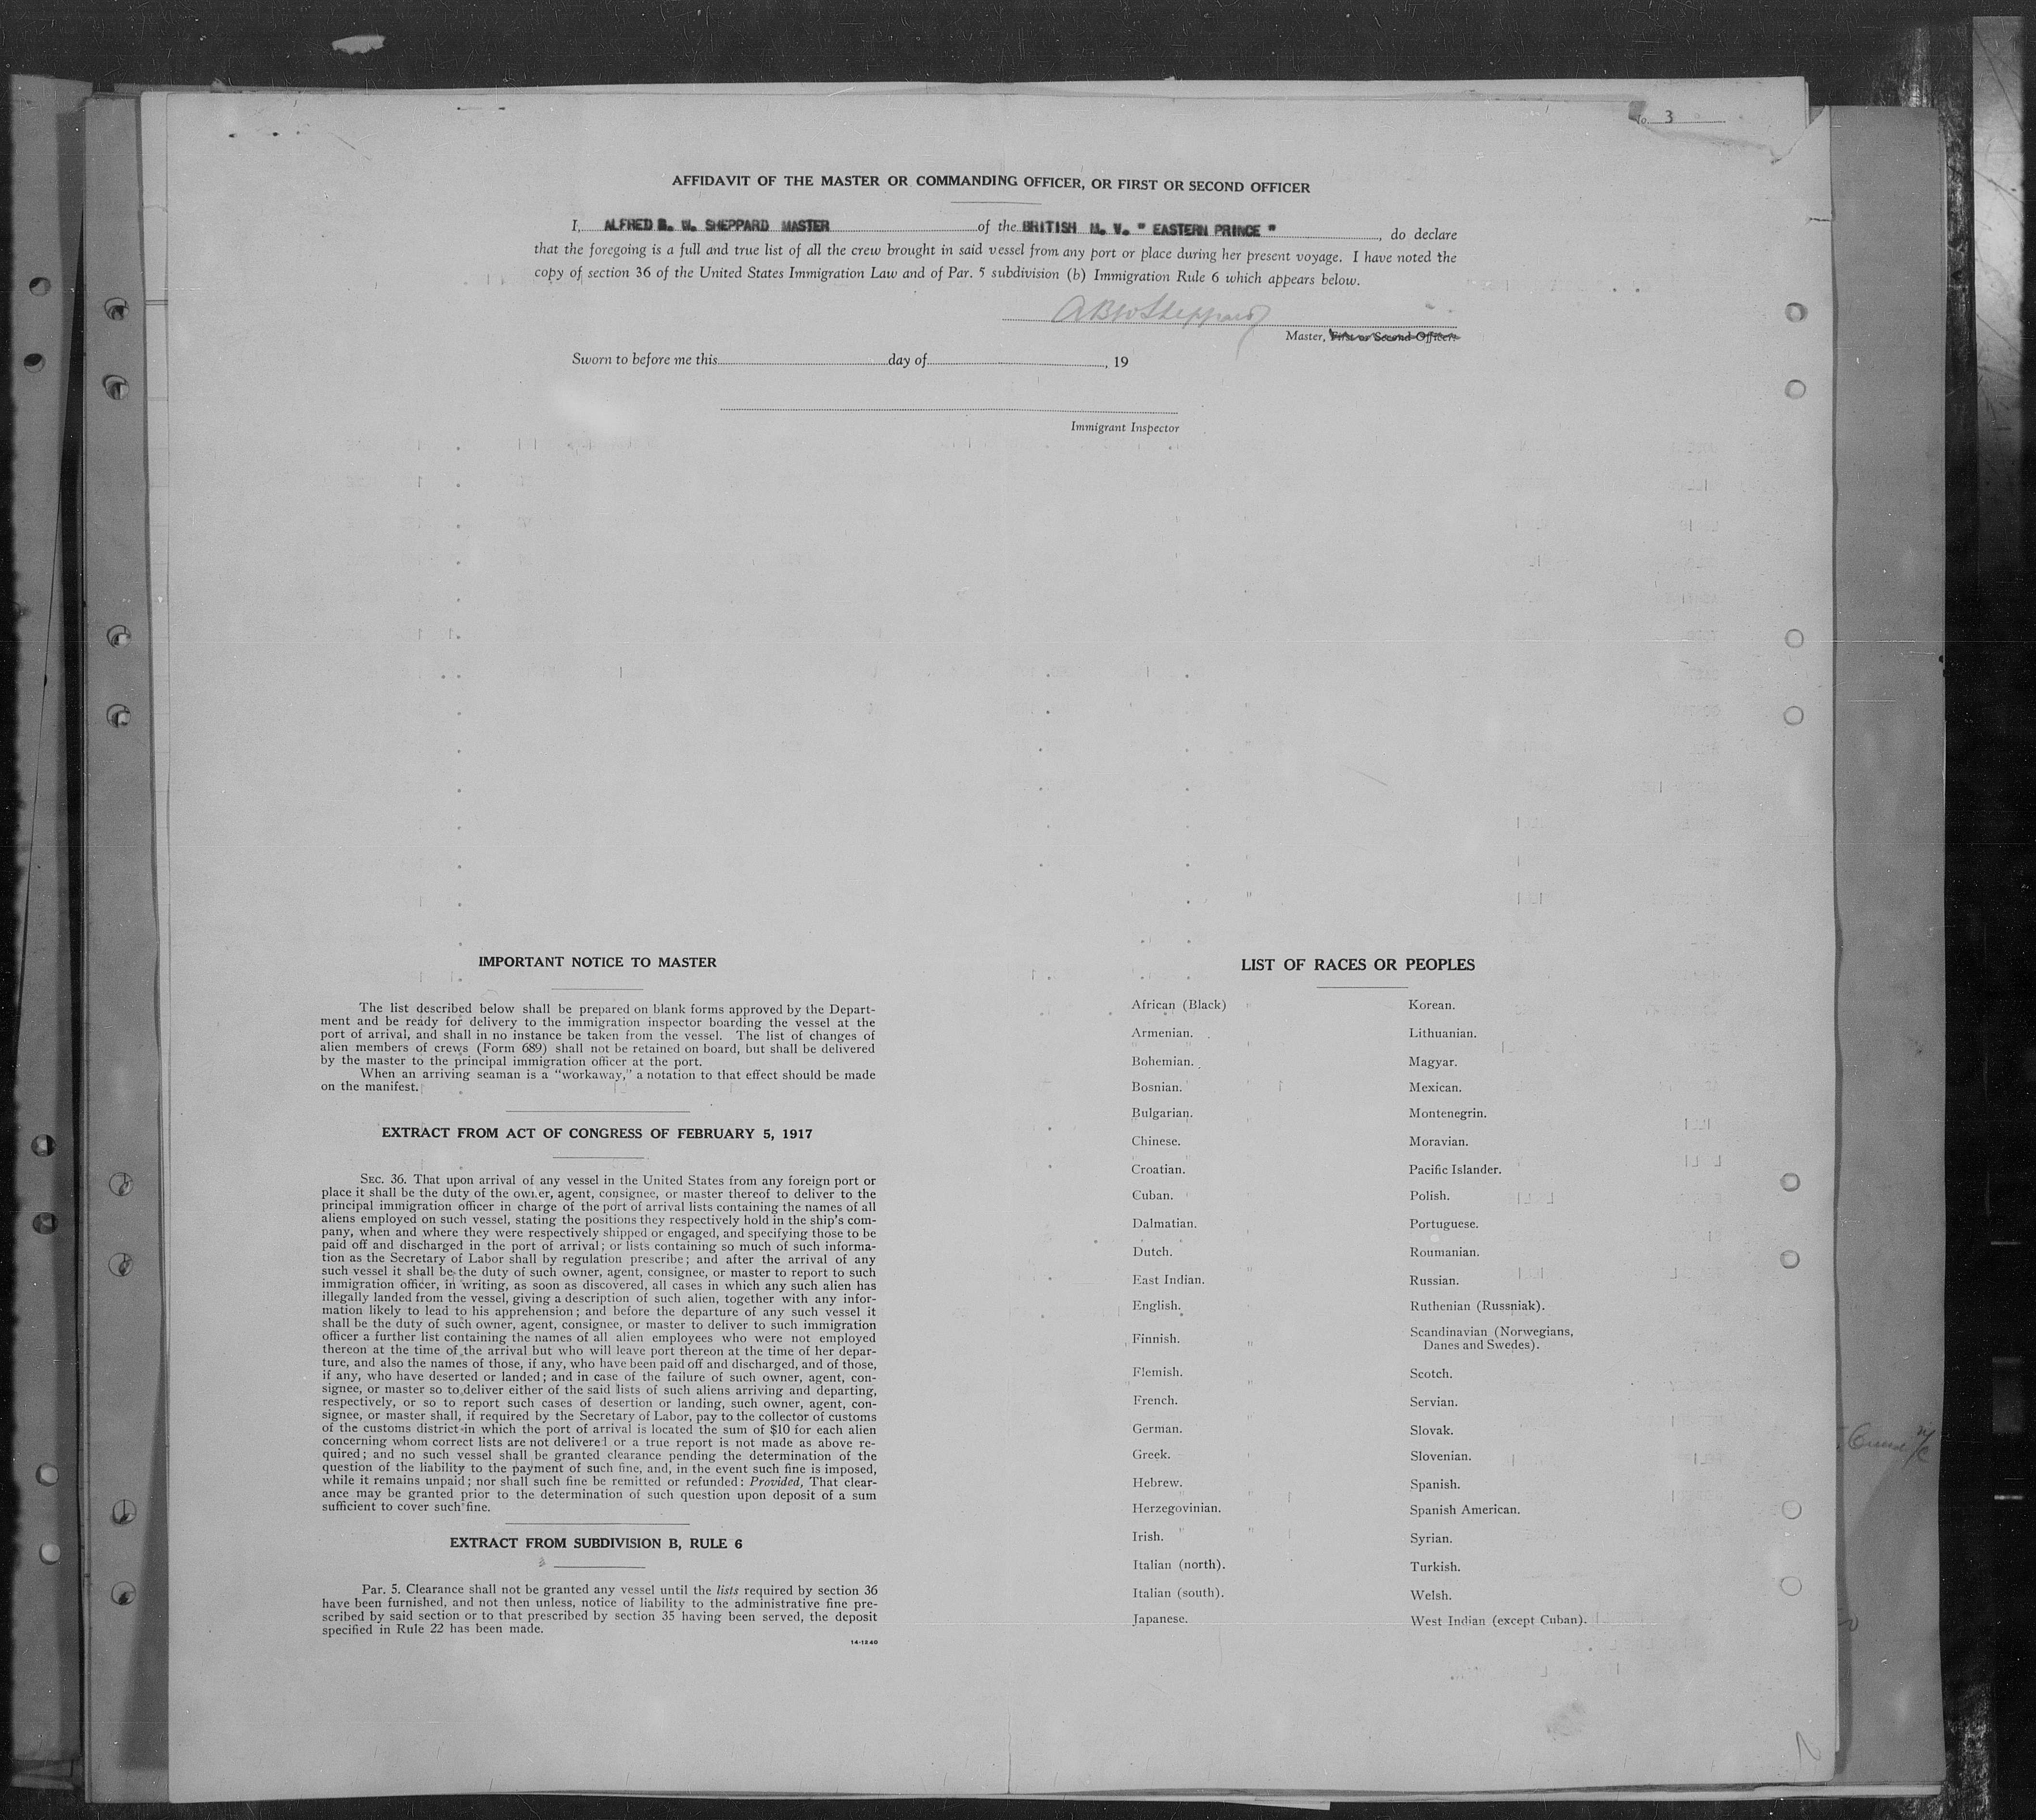 No. 3
AFFIDAVIT OF THE MASTER OR COMMANDING OFFICER, OR FIRST OR SECOND OFFICER
I, ALFRED B. W. SHEPPARD MASTER of the BRITISH M. V. " EASTERN PRINCE ", do declare
that the foregoing is a full and true list of all the crew brought in said vessel from any port or place during her present voyage. I have noted the
copy of section 36 of the United States Immigration Law and of Par. 5 subdivision (b) Immigration Rule 6 which appears below.
ABWSheppard
Master, First or Second Officer.
Sworn to before me this day of , 19
Immigrant Inspector
IMPORTANT NOTICE TO MASTER
The list described below shall be prepared on blank forms approved by the Depart-
ment and be ready for delivery to the immigration inspector boarding the vessel at the
port of arrival, and shall in no instance be taken from the vessel. The list of changes of
alien members of crews (Form 689) shall not be retained on board, but shall be delivered
by the master to the principal immigration officer at the port.
When an arriving seaman is a "workaway," a notation to that effect should be made
on the manifest.
EXTRACT FROM ACT OF CONGRESS OF FEBRUARY 5, 1917
SEC. 36. That upon arrival of any vessel in the United States from any foreign port or
place it shall be the duty of the owner, agent, consignee, or master thereof to deliver to the
principal immigration officer in charge of the port of arrival lists containing the names of all
aliens employed on such vessel, stating the positions they respectively hold in the ship's com-
pany, when and where they were respectively shipped or engaged, and specifying those to be
paid off and discharged in the port of arrival; or lists containing so much of such informa-
tion as the Secretary of Labor shall by regulation prescribe; and after the arrival of any
such vessel it shall be the duty of such owner, agent, consignee, or master to report to such
immigration officer, in writing, as soon as discovered, all cases in which any such alien has
illegally landed from the vessel, giving a description of such alien, together with any infor-
mation likely to lead to his apprehension; and before the departure of any such vessel it
shall be the duty of such owner, agent, consignee, or master to deliver to such immigration
officer a further list containing the names of all alien employees who were not employed
thereon at the time of the arrival but who will leave port thereon at the time of her depar-
ture, and also the names of those, if any, who have been paid off and discharged, and of those,
if any, who have deserted or landed; and in case of the failure of such owner, agent, con-
signee, or master so to deliver either of the said lists of such aliens arriving and departing,
respectively, or so to report such cases of desertion or landing, such owner, agent, con-
signee, or master shall, if required by the Secretary of Labor, pay to the collector of customs
of the customs district in which the port of arrival is located the sum of $10 for each alien
concerning whom correct lists are not delivered or a true report is not made as above re-
quired; and no such vessel shall be granted clearance pending the determination of the
question of the liability to the payment of such fine, and, in the event such fine is imposed,
while it remains unpaid; nor shall such fine be remitted or refunded: Provided, That clear-
ance may be granted prior to the determination of such question upon deposit of a sum
sufficient to cover such fine.
EXTRACT FROM SUBDIVISION B, RULE 6
Par. 5. Clearance shall not be granted any vessel until the lists required by section 36
have been furnished, and not then unless, notice of liability to the administrative fine pre-
scribed by said section or to that prescribed by section 35 having been served, the deposit
specified in Rule 22 has been made.
14-1240
LIST OF RACES OR PEOPLES
African (Black)
Armenian.
Bohemian.
Bosnian.
Bulgarian.
Chinese.
Croatian.
Cuban.
Dalmatian.
Dutch.
East Indian.
English.
Finnish.
Flemish.
French.
German.
Greek.
Hebrew.
Herzegovinian.
Irish.
Italian (north).
Italian (south).
Japanese.
Korean.
Lithuanian.
Magyar.
Mexican.
Montenegrin.
Moravian.
Pacific Islander.
Polish.
Portuguese.
Roumanian.
Russian.
Ruthenian (Russniak).
Scandinavian (Norwegians,
Danes and Swedes).
Scotch.
Servian.
Slovak.
Slovenian.
Spanish.
Spanish American.
Syrian.
Turkish.
Welsh.
West Indian (except Cuban).